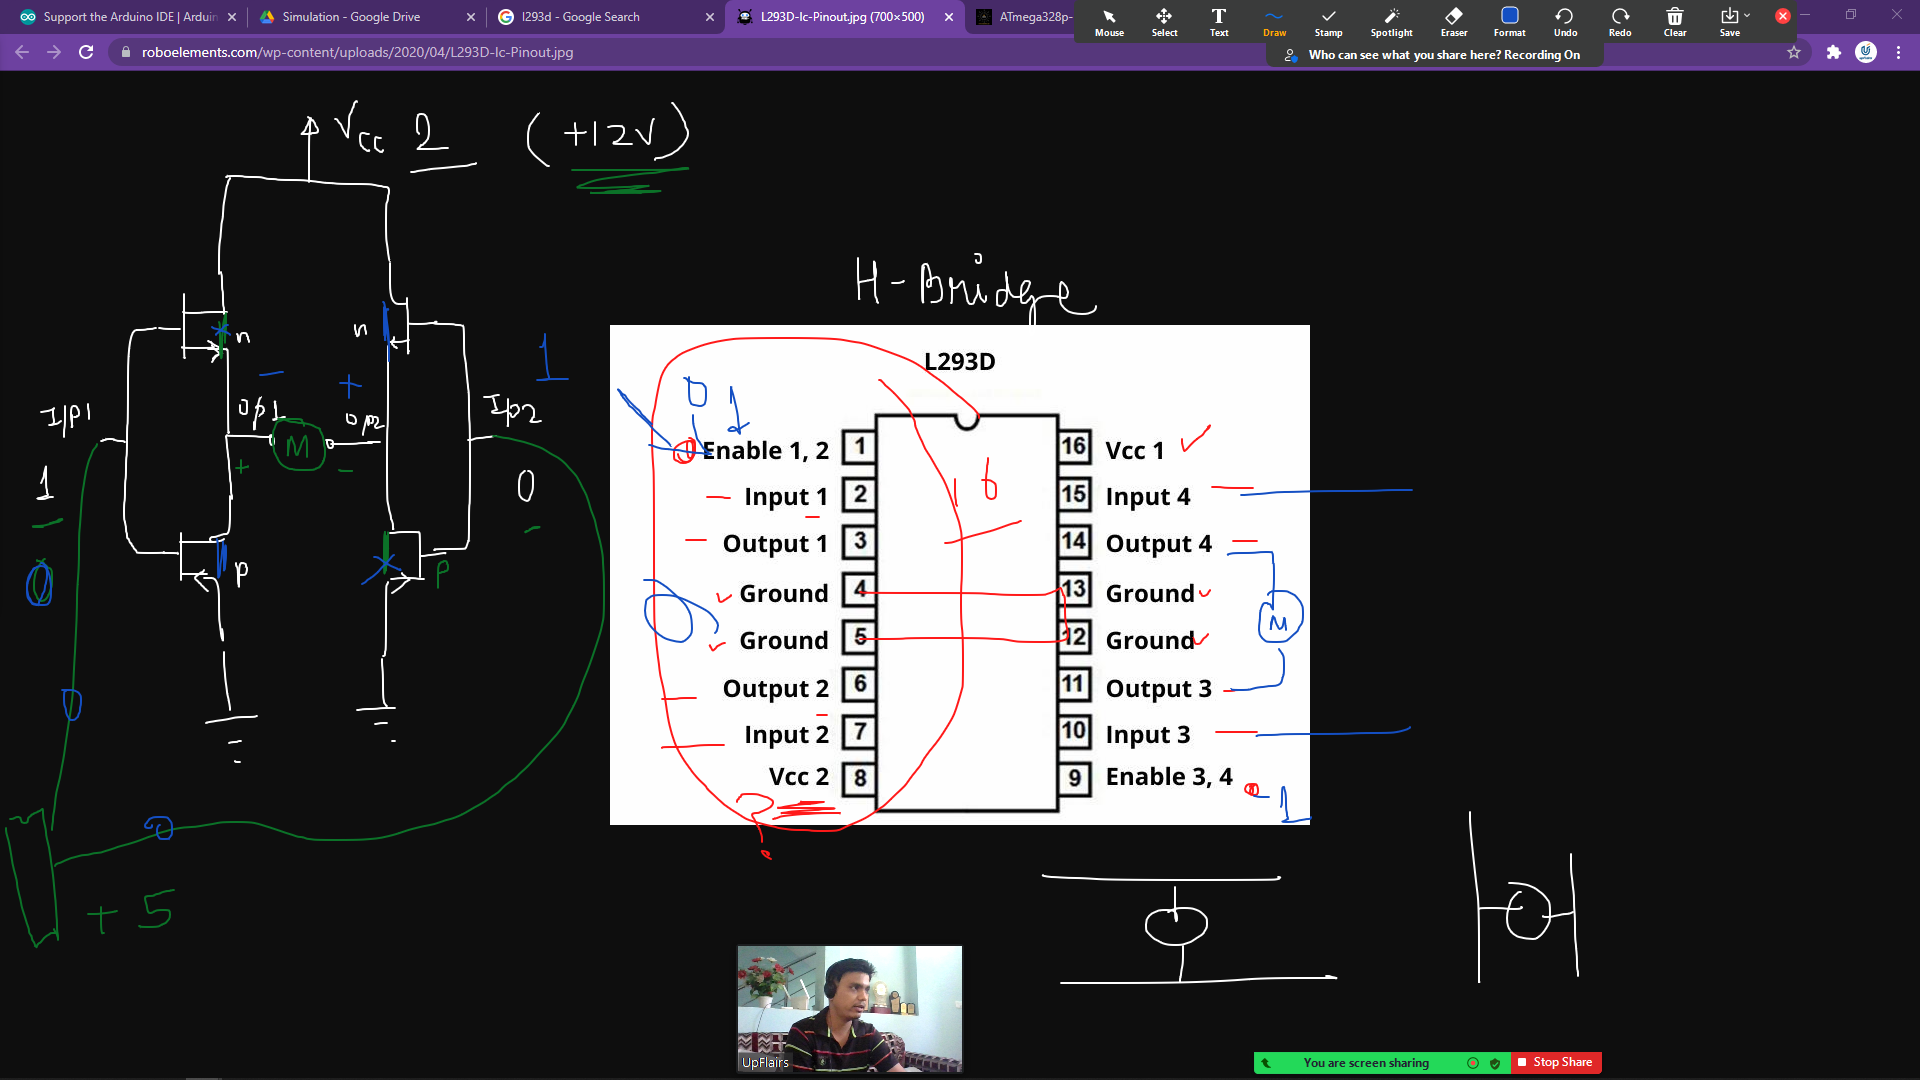 Support the Arduino IDE | Arduin
Simulation - Google Drive
l293d - Google Search
L293D-Ic-Pinout.jpg (700×500)
ATmega328p-
Mouse
Select
Text
Draw
Stamp
Spotlight
Eraser
Format
Undo
Redo
Clear
Save
roboelements.com/wp-content/uploads/2020/04/L293D-Ic-Pinout.jpg
Who can see what you share here? Recording On
Vcc 2 (+12V)
H-Bridge
n
n
1
I/p1
o/p1
M
op2
Ip2
- +
+ -
1
0
0
p
p
+ 5
L293D
0 1
16
Enable 1, 2 1
Input 1 2
Output 1 3
Ground 4
Ground 5
Output 2 6
Input 2 7
Vcc 2 8
?
16 Vcc 1
15 Input 4
14 Output 4
13 Ground
12 Ground
11 Output 3
10 Input 3
9 Enable 3, 4
M
1
UpFlairs
You are screen sharing
Stop Share